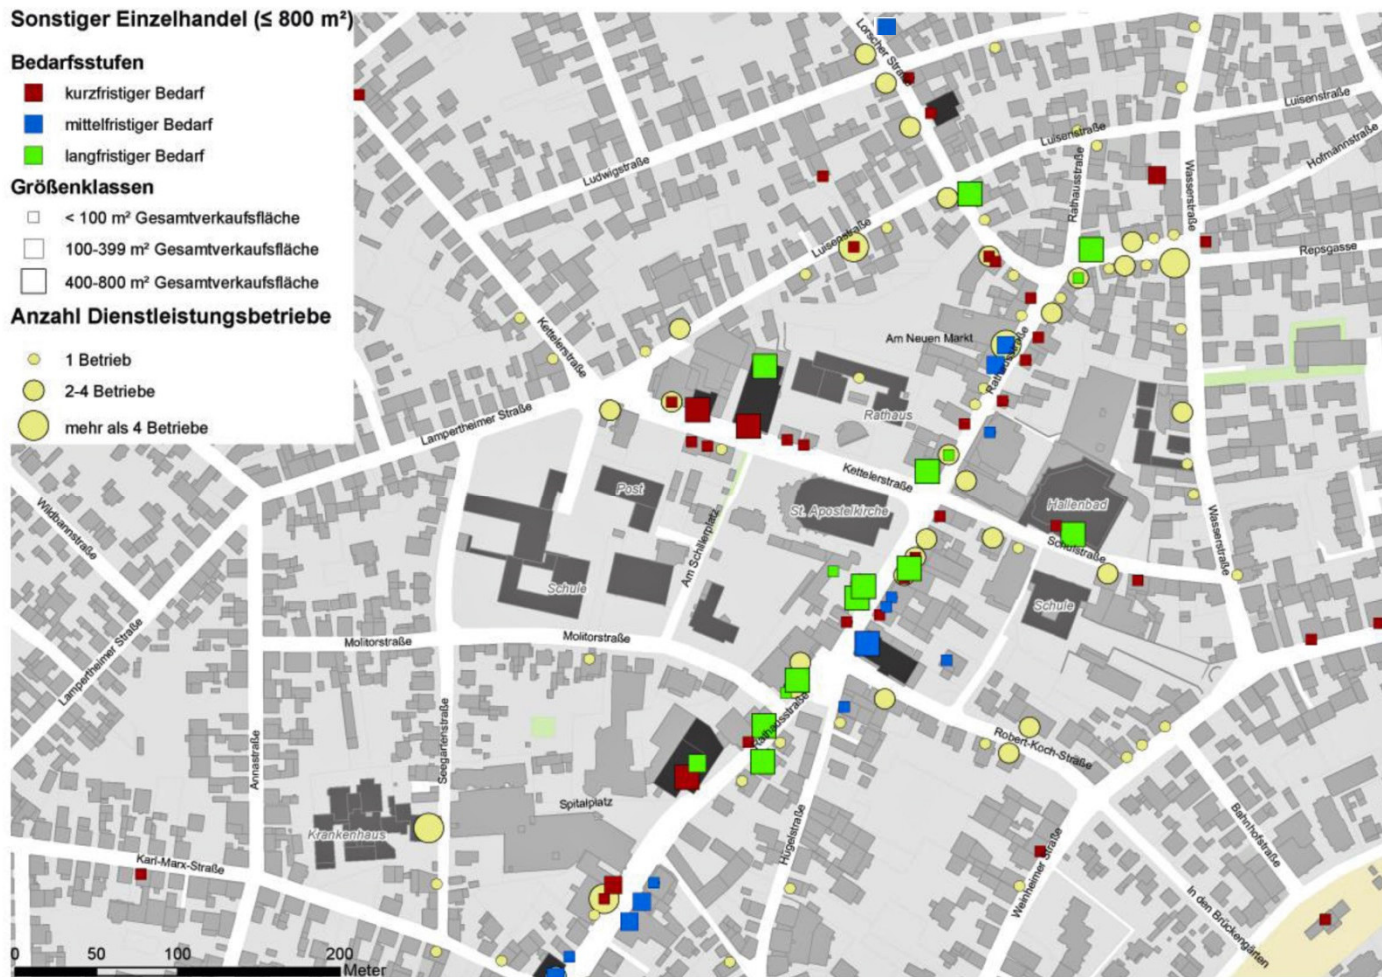 Sonstiger Einzelhandel (≤ 800 m²)
Bedarfsstufen
kurzfristiger Bedarf
mittelfristiger Bedarf
langfristiger Bedarf
Größenklassen
< 100 m² Gesamtverkaufsfläche
100-399 m² Gesamtverkaufsfläche
400-800 m² Gesamtverkaufsfläche
Anzahl Dienstleistungsbetriebe
1 Betrieb
2-4 Betriebe
mehr als 4 Betriebe
Lorscher Straße
Luisenstraße
Luisenstraße
Hofmannstraße
Ludwigstraße
Rathausstraße
Wasserstraße
Luisenstraße
Repsgasse
Kettelerstraße
Am Neuen Markt
Rathausstraße
Lampertheimer Straße
Rathaus
Kettelerstraße
Post
St. Apostelkirche
Hallenbad
Wildbannstraße
Am Schillerplatz
Schulstraße
Wasserstraße
Schule
Schule
Molitorstraße
Molitorstraße
Lampertheimer Straße
Rathausstraße
Robert-Koch-Straße
Annastraße
Seegartenstraße
Spitalplatz
Krankenhaus
Hügelstraße
Bahnhofstraße
Karl-Marx-Straße
Weinheimer Straße
In den Brückengärten
0 50 100 200
Meter